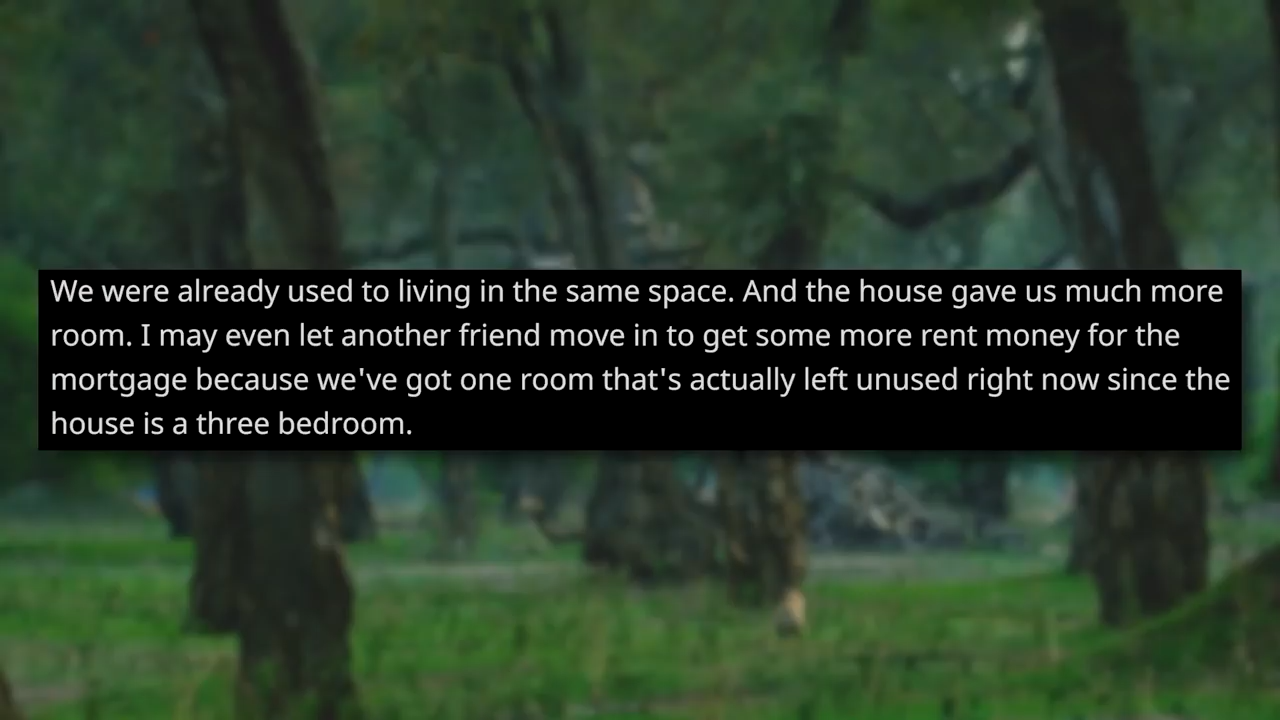 We were already used to living in the same space. And the house gave us much more
room. I may even let another friend move in to get some more rent money for the
mortgage because we've got one room that's actually left unused right now since the
house is a three bedroom.